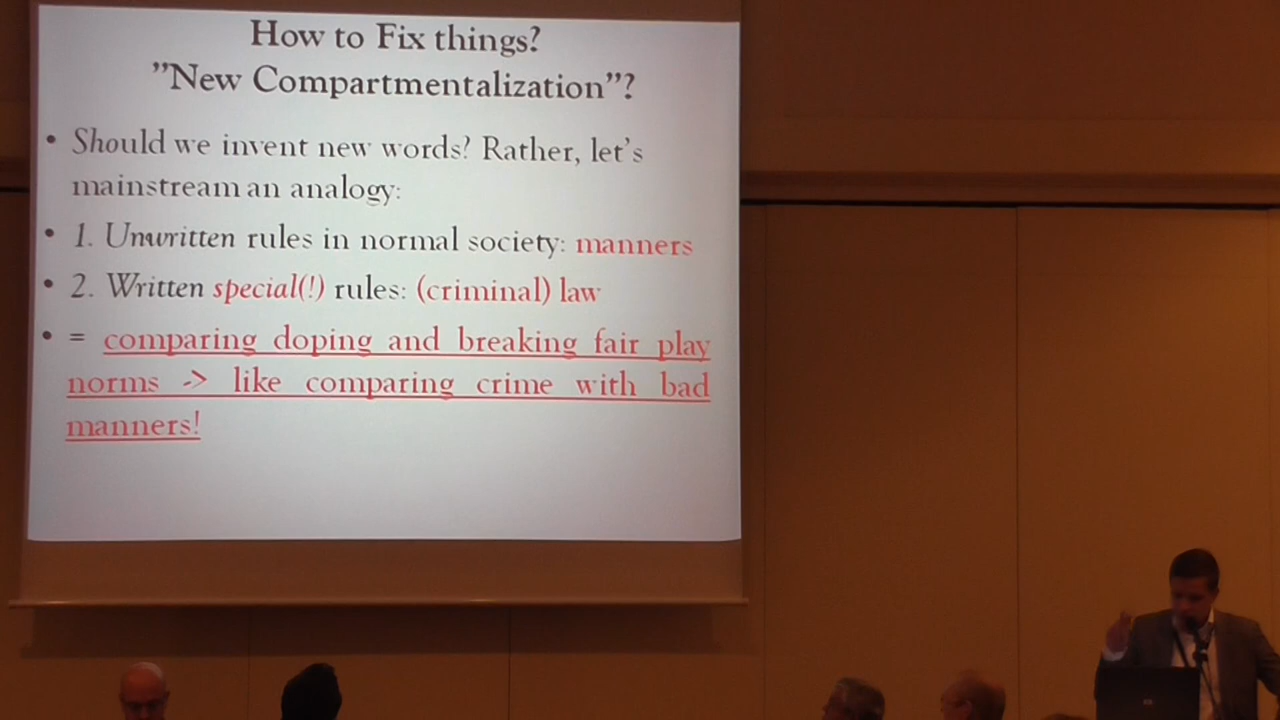 How to Fix things?
”New Compartmentalization”?
• Should we invent new words? Rather, let’s
mainstream an analogy:
• 1. Unwritten rules in normal society: manners
• 2. Written special(!) rules: (criminal) law
• = comparing doping and breaking fair play
norms -> like comparing crime with bad
manners!